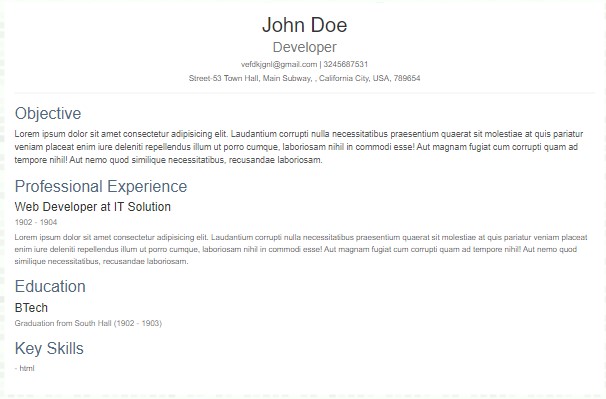 John Doe
Developer
vefdkjgnl@gmail.com | 3245687531
Street-53 Town Hall, Main Subway, , California City, USA, 789654
Objective
Lorem ipsum dolor sit amet consectetur adipisicing elit. Laudantium corrupti nulla necessitatibus praesentium quaerat sit molestiae at quis pariatur
veniam placeat enim iure deleniti repellendus illum ut porro cumque, laboriosam nihil in commodi esse! Aut magnam fugiat cum corrupti quam ad
tempore nihil! Aut nemo quod similique necessitatibus, recusandae laboriosam.
Professional Experience
Web Developer at IT Solution
1902 - 1904
Lorem ipsum dolor sit amet consectetur adipisicing elit. Laudantium corrupti nulla necessitatibus praesentium quaerat sit molestiae at quis pariatur veniam placeat
enim iure deleniti repellendus illum ut porro cumque, laboriosam nihil in commodi esse! Aut magnam fugiat cum corrupti quam ad tempore nihil! Aut nemo quod
similique necessitatibus, recusandae laboriosam.
Education
BTech
Graduation from South Hall (1902 - 1903)
Key Skills
- html